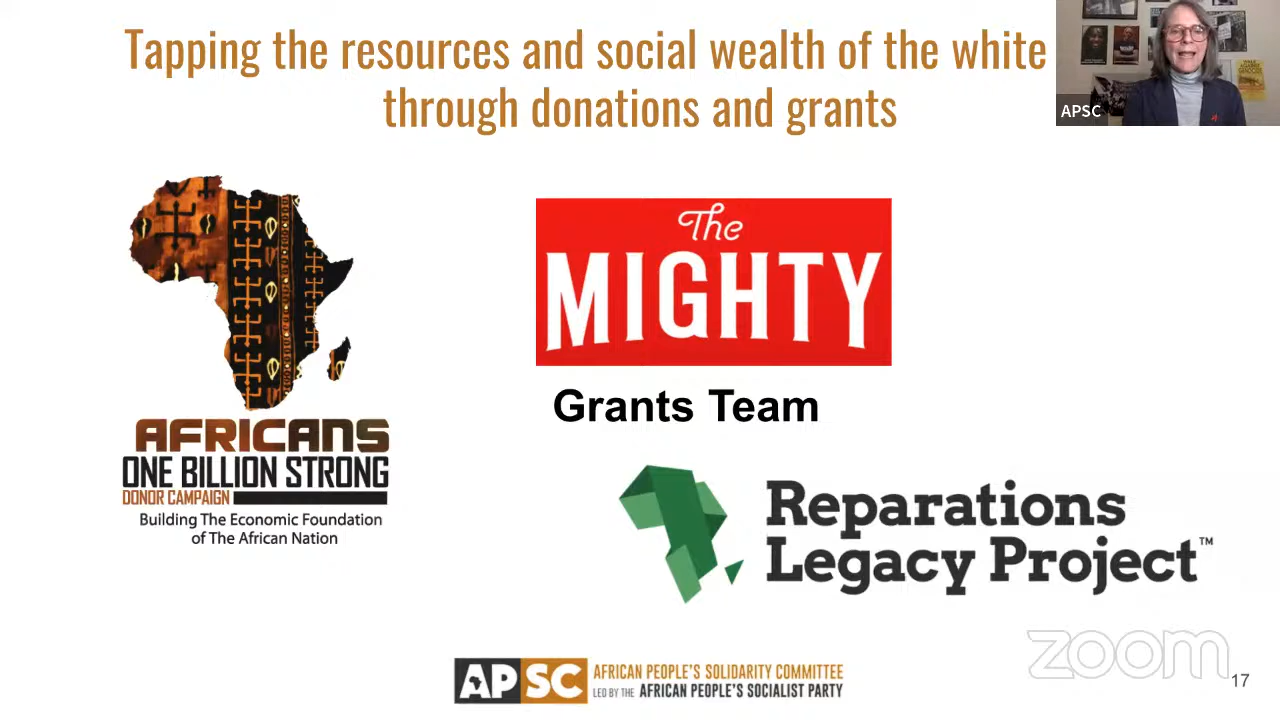 Tapping the resources and social wealth of the white
through donations and grants
APSC
The
MIGHTY
Grants Team
AFRICANS
ONE BILLION STRONG
DONOR CAMPAIGN
Building The Economic Foundation
of The African Nation
Reparations
Legacy Project™
APSC AFRICAN PEOPLE'S SOLIDARITY COMMITTEE
LED BY THE AFRICAN PEOPLE'S SOCIALIST PARTY
zoom
17